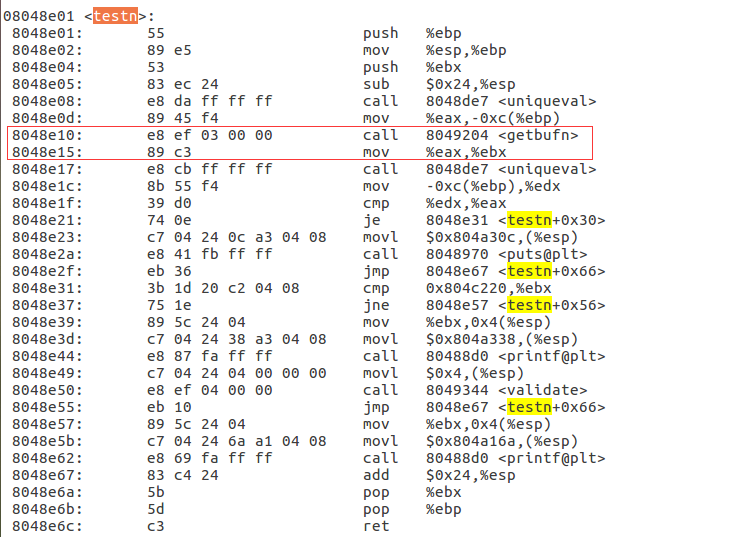 08048e01 <testn>:
8048e01: 55 push %ebp
8048e02: 89 e5 mov %esp,%ebp
8048e04: 53 push %ebx
8048e05: 83 ec 24 sub $0x24,%esp
8048e08: e8 da ff ff ff call 8048de7 <uniqueval>
8048e0d: 89 45 f4 mov %eax,-0xc(%ebp)
8048e10: e8 ef 03 00 00 call 8049204 <getbufn>
8048e15: 89 c3 mov %eax,%ebx
8048e17: e8 cb ff ff ff call 8048de7 <uniqueval>
8048e1c: 8b 55 f4 mov -0xc(%ebp),%edx
8048e1f: 39 d0 cmp %edx,%eax
8048e21: 74 0e je 8048e31 <testn+0x30>
8048e23: c7 04 24 0c a3 04 08 movl $0x804a30c,(%esp)
8048e2a: e8 41 fb ff ff call 8048970 <puts@plt>
8048e2f: eb 36 jmp 8048e67 <testn+0x66>
8048e31: 3b 1d 20 c2 04 08 cmp 0x804c220,%ebx
8048e37: 75 1e jne 8048e57 <testn+0x56>
8048e39: 89 5c 24 04 mov %ebx,0x4(%esp)
8048e3d: c7 04 24 38 a3 04 08 movl $0x804a338,(%esp)
8048e44: e8 87 fa ff ff call 80488d0 <printf@plt>
8048e49: c7 04 24 04 00 00 00 movl $0x4,(%esp)
8048e50: e8 ef 04 00 00 call 8049344 <validate>
8048e55: eb 10 jmp 8048e67 <testn+0x66>
8048e57: 89 5c 24 04 mov %ebx,0x4(%esp)
8048e5b: c7 04 24 6a a1 04 08 movl $0x804a16a,(%esp)
8048e62: e8 69 fa ff ff call 80488d0 <printf@plt>
8048e67: 83 c4 24 add $0x24,%esp
8048e6a: 5b pop %ebx
8048e6b: 5d pop %ebp
8048e6c: c3 ret